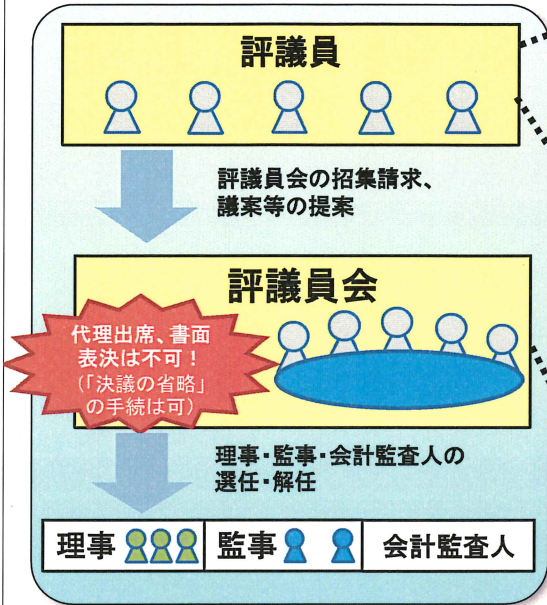 評議員
評議員会の招集請求、
議案等の提案
評議員会
代理出席、書面
表決は不可！
（「決議の省略」
の手続は可）
理事・監事・会計監査人の
選任・解任
理事
監事
会計監査人